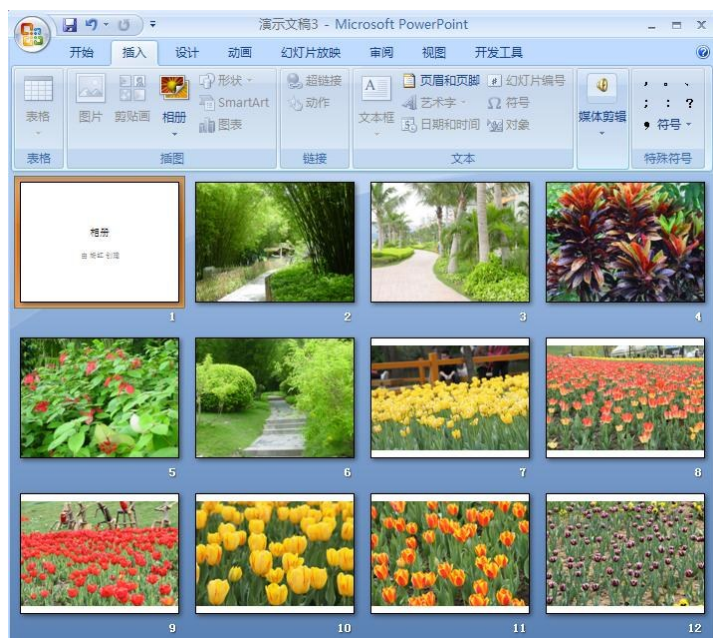 演示文稿3 - Microsoft PowerPoint
开始 插入 设计 动画 幻灯片放映 审阅 视图 开发工具
表格
图片
剪贴画
相册
形状
SmartArt
图表
超链接
动作
文本框
页眉和页脚
艺术字
日期和时间
幻灯片编号
Ω 符号
对象
媒体剪辑
, 。 、
; : ?
, 符号
表格 插图 链接 文本 特殊符号
相册
1 2 3 4
5 6 7 8
9 10 11 12